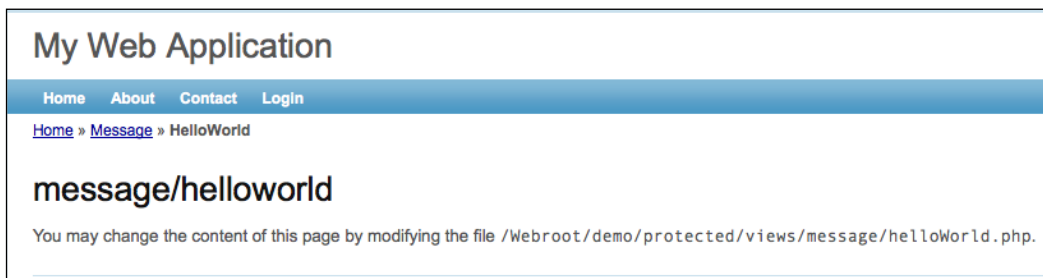 My Web Application
Home About Contact Login
Home » Message » HelloWorld
message/helloworld
You may change the content of this page by modifying the file /Webroot/demo/protected/views/message/helloWorld.php.